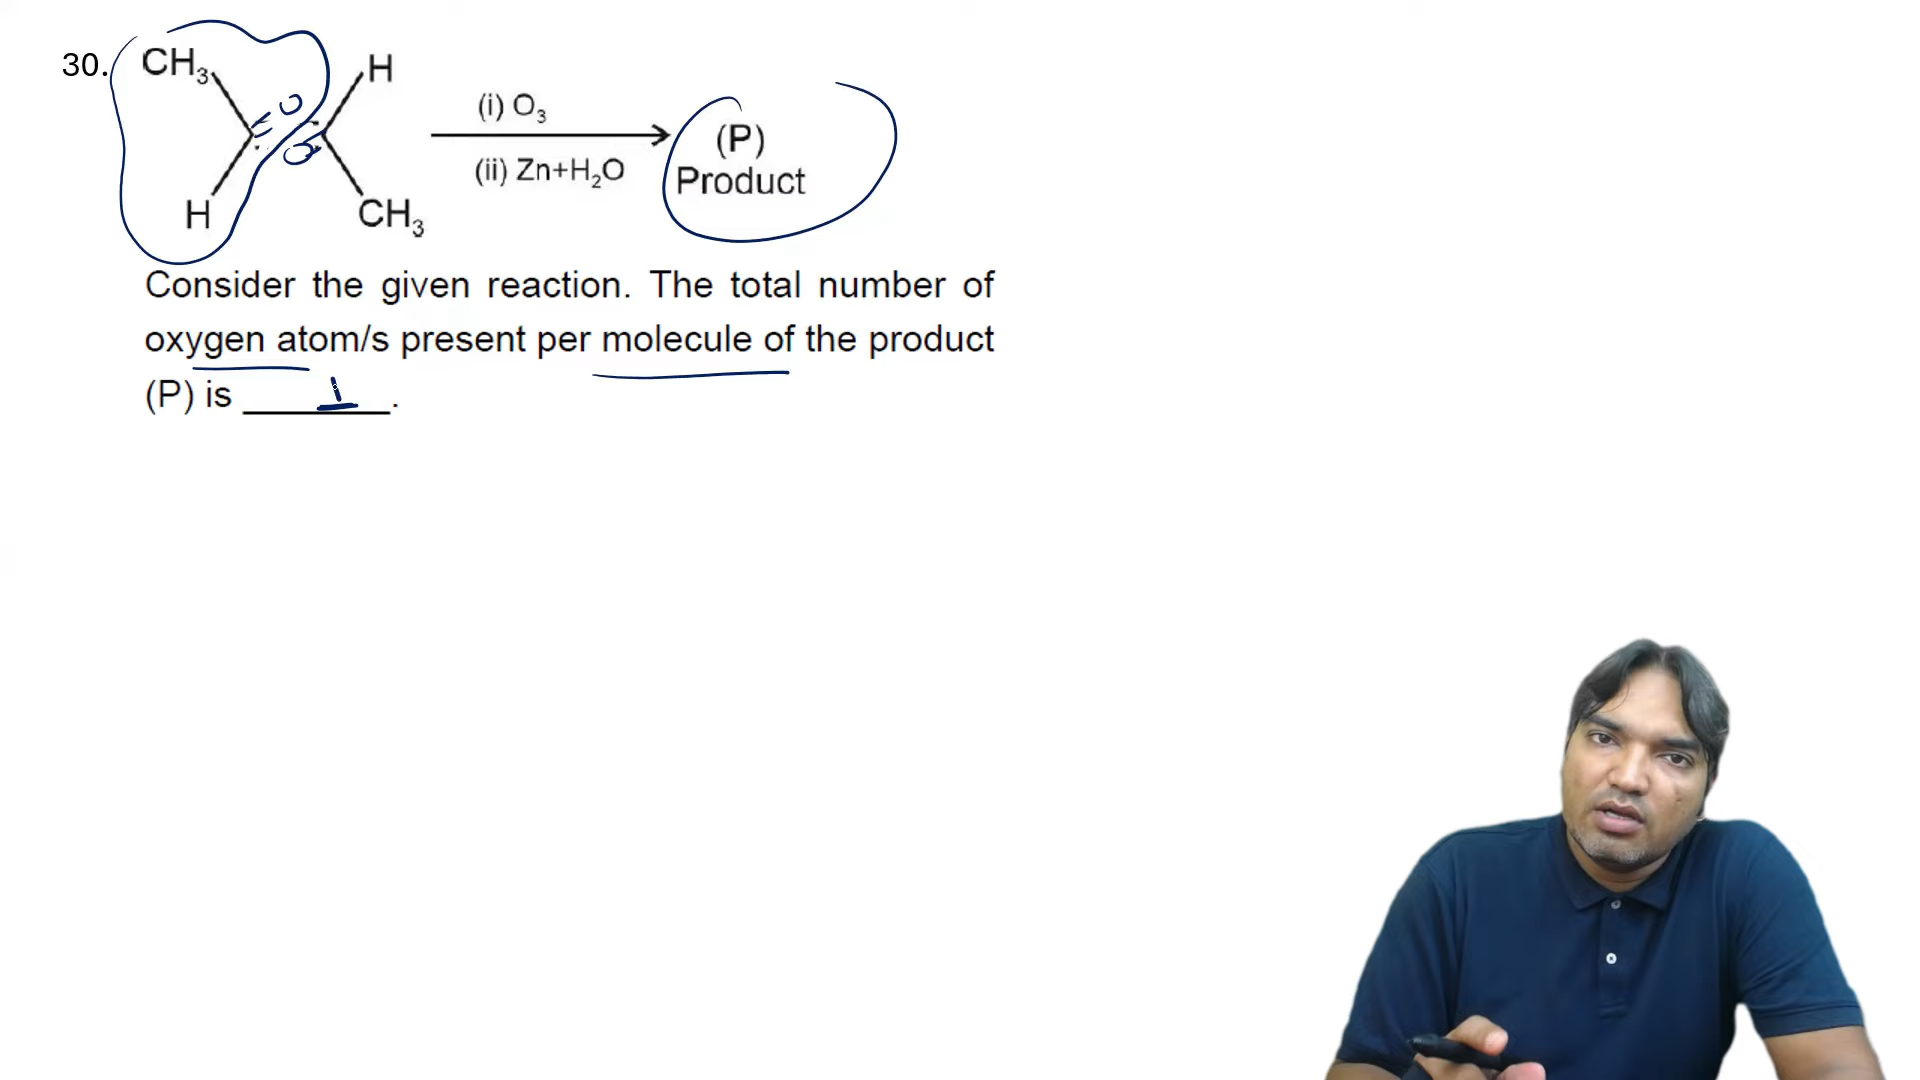 30.
CH₃ H
O
O
H CH₃
(i) O₃
(ii) Zn+H₂O
(P)
Product
Consider the given reaction. The total number of
oxygen atom/s present per molecule of the product
(P) is ____1____.